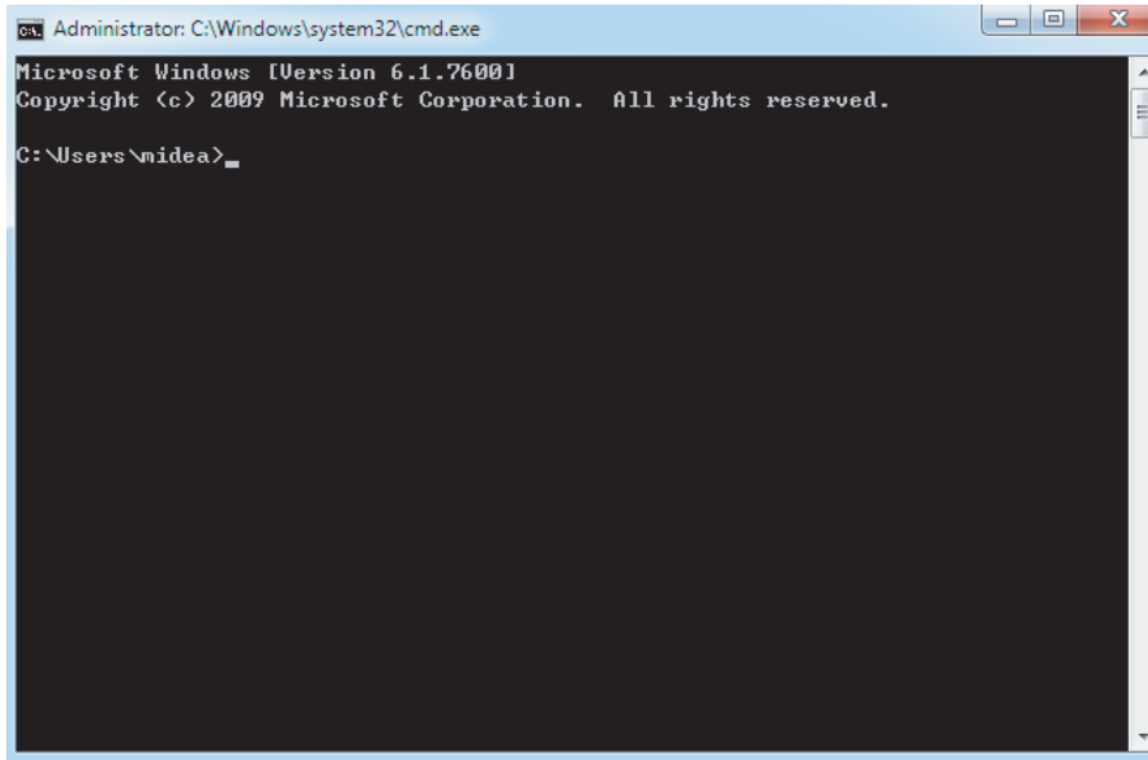 Administrator: C:\Windows\system32\cmd.exe
Microsoft Windows [Version 6.1.7600]
Copyright (c) 2009 Microsoft Corporation.  All rights reserved.
C:\Users\midea>_